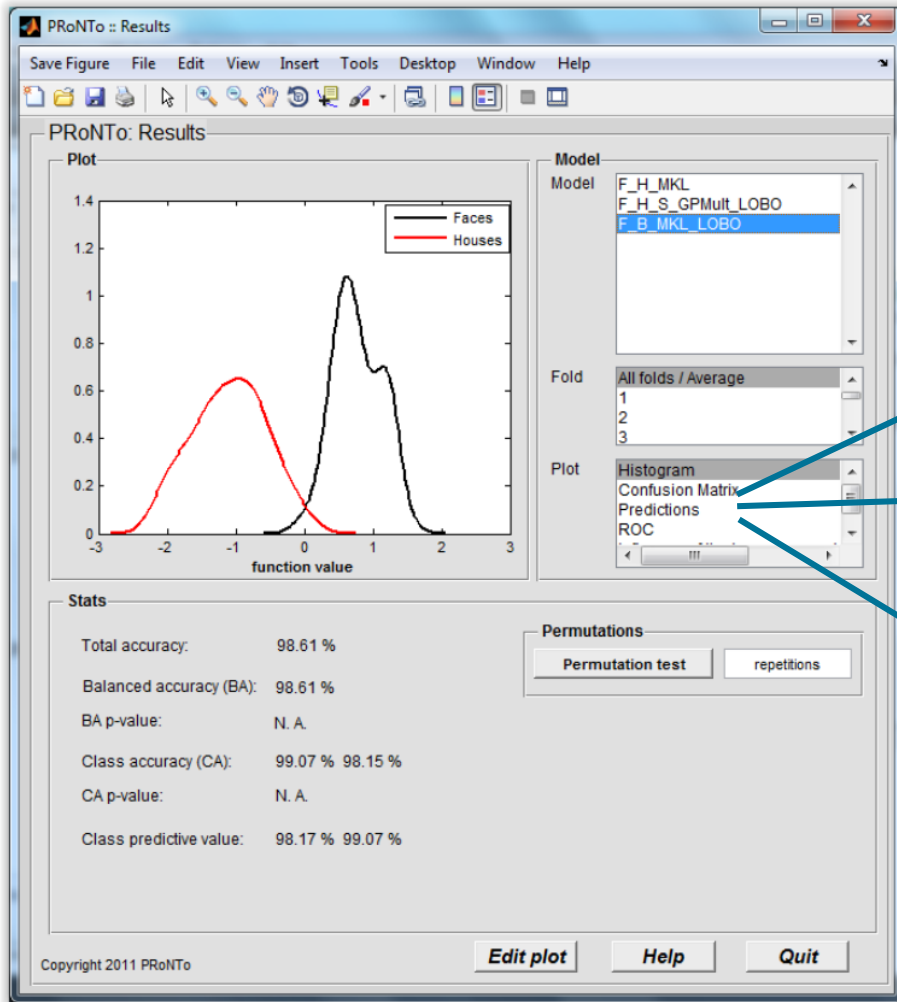 PRoNTo :: Results
Save Figure File Edit View Insert Tools Desktop Window Help
PRoNTo: Results
Plot
1.4
1.2
1
0.8
0.6
0.4
0.2
0
-3 -2 -1 0 1 2 3
function value
Faces
Houses
Model
Model
F_H_MKL
F_H_S_GPMult_LOBO
F_B_MKL_LOBO
Fold
All folds / Average
1
2
3
Plot
Histogram
Confusion Matrix
Predictions
ROC
Stats
Total accuracy: 98.61 %
Balanced accuracy (BA): 98.61 %
BA p-value: N. A.
Class accuracy (CA): 99.07 % 98.15 %
CA p-value: N. A.
Class predictive value: 98.17 % 99.07 %
Permutations
Permutation test repetitions
Copyright 2011 PRoNTo
Edit plot Help Quit